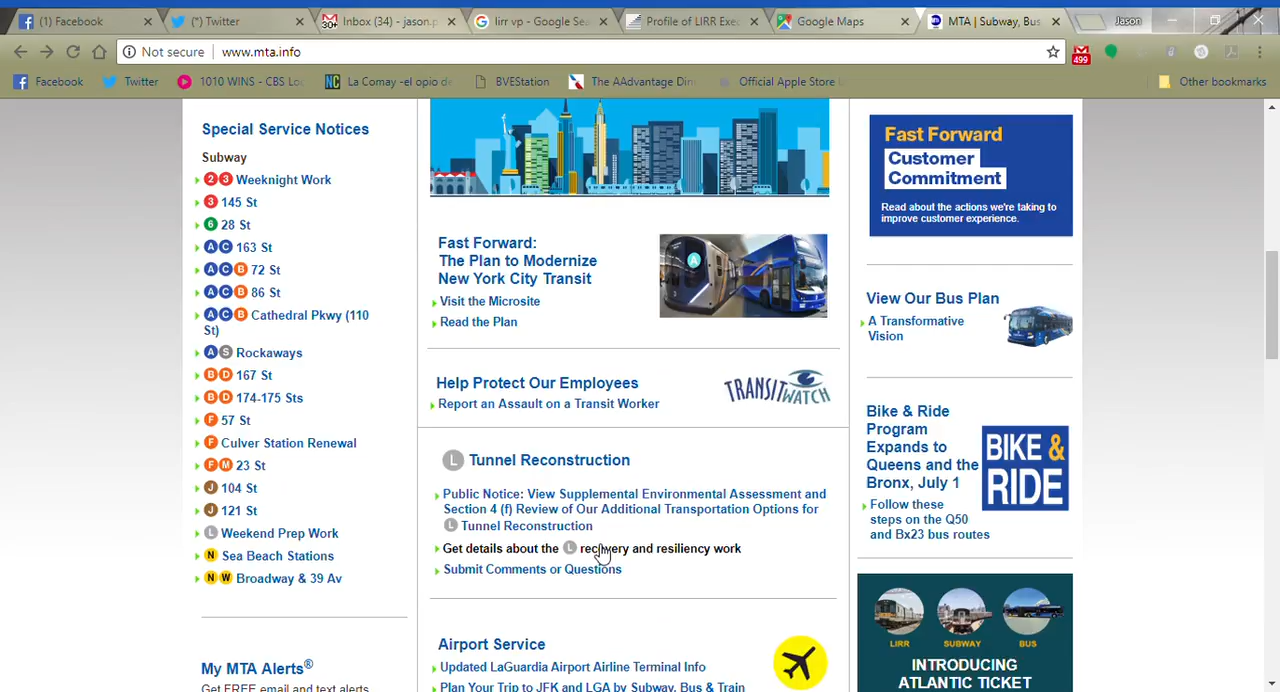 (1) Facebook
(*) Twitter
Inbox (34) - jason.p
lirr vp - Google Sea
Profile of LIRR Exec
Google Maps
MTA | Subway, Bus
Jason
Not secure
www.mta.info
499
Facebook
Twitter
1010 WINS - CBS Lo
La Comay -el opio d
BVEStation
The AAdvantage Din
Official Apple Store
Other bookmarks
Special Service Notices
Subway
2 3 Weeknight Work
3 145 St
6 28 St
A C 163 St
A C B 72 St
A C B 86 St
A C B Cathedral Pkwy (110
St)
A S Rockaways
B D 167 St
B D 174-175 Sts
F 57 St
F Culver Station Renewal
F M 23 St
J 104 St
J 121 St
L Weekend Prep Work
N Sea Beach Stations
N W Broadway & 39 Av
My MTA Alerts®
Get FREE email and text alerts
Fast Forward:
The Plan to Modernize
New York City Transit
Visit the Microsite
Read the Plan
A
Help Protect Our Employees
Report an Assault on a Transit Worker
TRANSITWATCH
L Tunnel Reconstruction
Public Notice: View Supplemental Environmental Assessment and
Section 4 (f) Review of Our Additional Transportation Options for
L Tunnel Reconstruction
Get details about the L recovery and resiliency work
Submit Comments or Questions
Airport Service
Updated LaGuardia Airport Airline Terminal Info
Plan Your Trip to JFK and LGA by Subway, Bus & Train
Fast Forward
Customer
Commitment
Read about the actions we're taking to
improve customer experience.
View Our Bus Plan
A Transformative
Vision
Bike & Ride
Program
Expands to
Queens and the
Bronx, July 1
Follow these
steps on the Q50
and Bx23 bus routes
BIKE &
RIDE
LIRR SUBWAY BUS
INTRODUCING
ATLANTIC TICKET